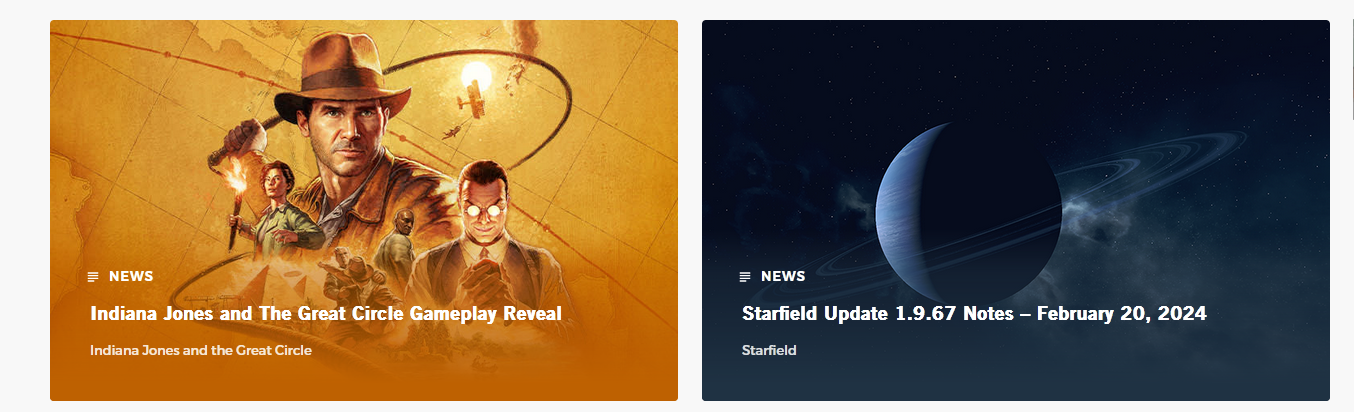 NEWS
Indiana Jones and The Great Circle Gameplay Reveal
Indiana Jones and the Great Circle
NEWS
Starfield Update 1.9.67 Notes – February 20, 2024
Starfield